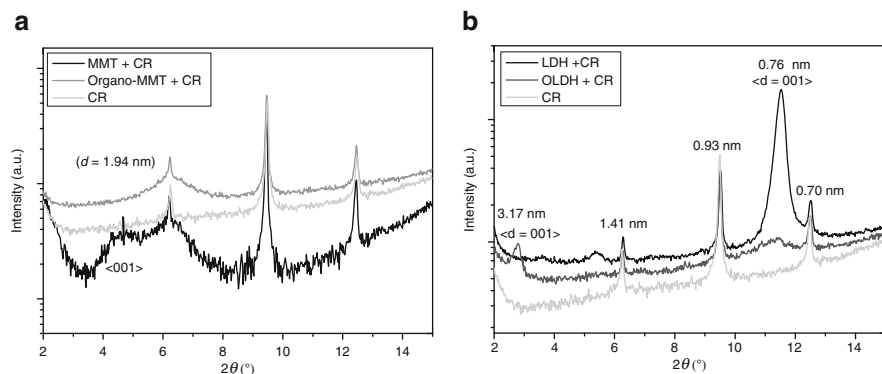 a
MMT + CR
Organo-MMT + CR
CR
(d = 1.94 nm)
<001>
Intensity (a.u.)
2 4 6 8 10 12 14
2θ (°)
b
LDH +CR
OLDH + CR
CR
0.76 nm
<d = 001>
0.93 nm
0.70 nm
3.17 nm
<d = 001>
1.41 nm
Intensity (a.u.)
2 4 6 8 10 12 14
2θ (°)